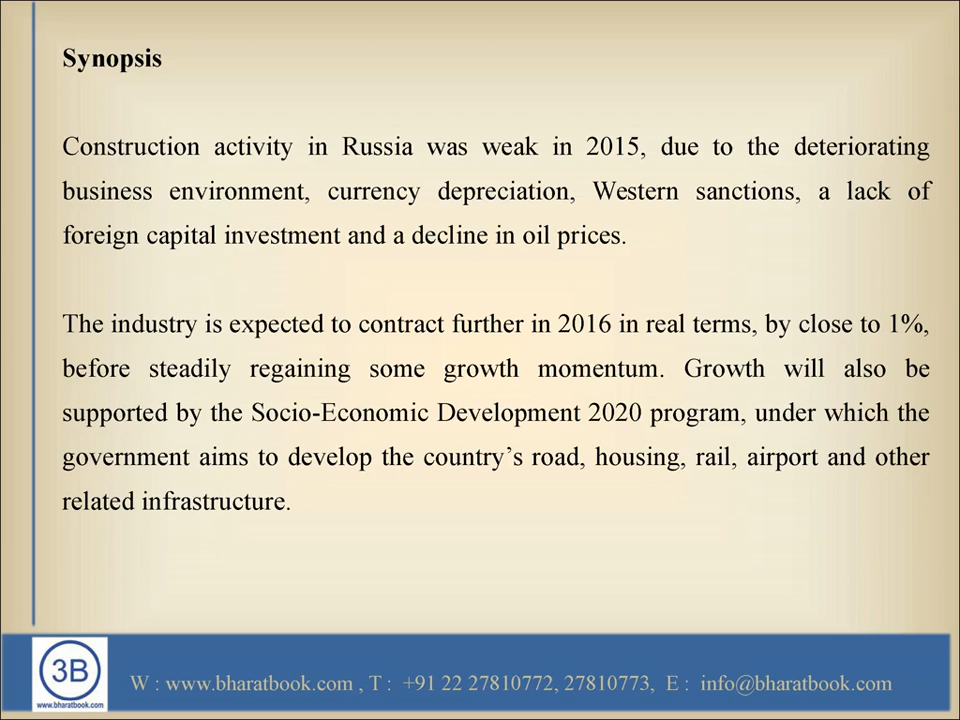 Synopsis
Construction activity in Russia was weak in 2015, due to the deteriorating
business environment, currency depreciation, Western sanctions, a lack of
foreign capital investment and a decline in oil prices.
The industry is expected to contract further in 2016 in real terms, by close to 1%,
before steadily regaining some growth momentum. Growth will also be
supported by the Socio-Economic Development 2020 program, under which the
government aims to develop the country’s road, housing, rail, airport and other
related infrastructure.
3B
www.bharatbook.com
W : www.bharatbook.com , T : +91 22 27810772, 27810773, E : info@bharatbook.com